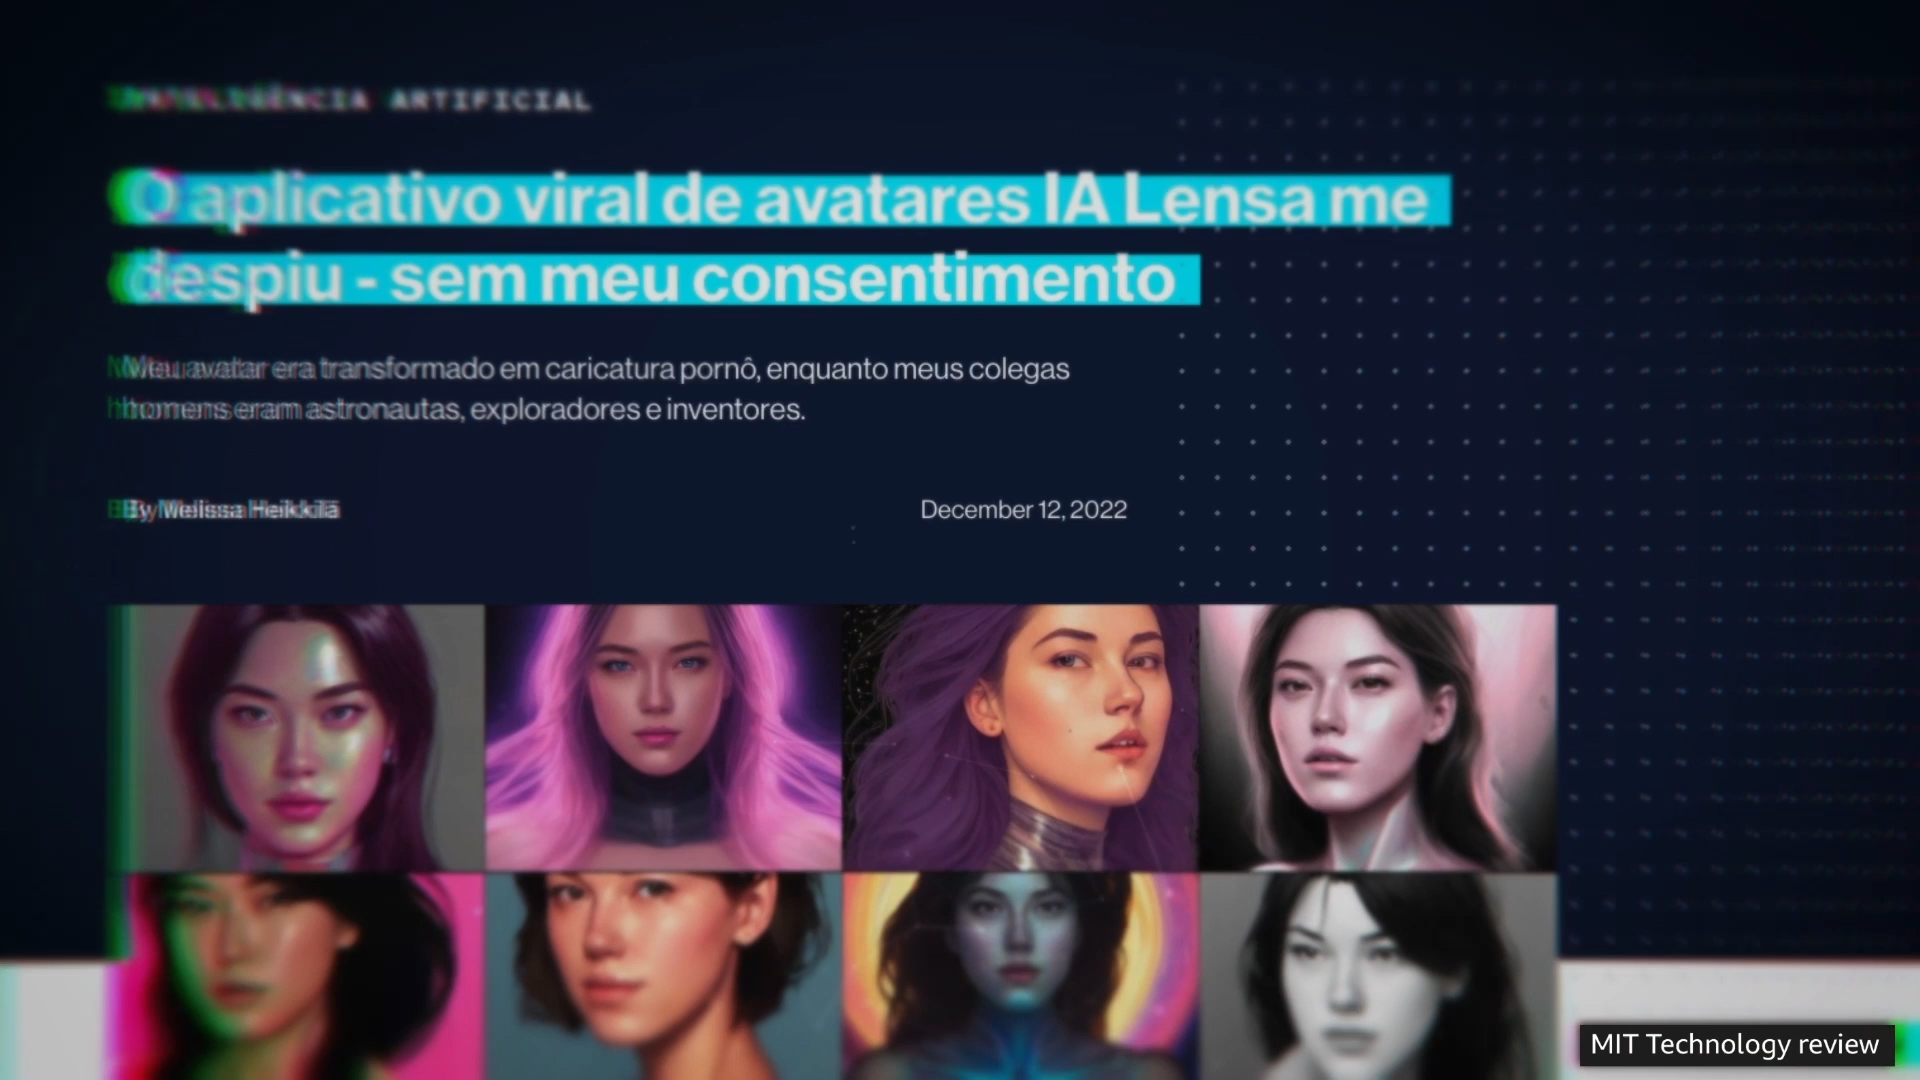 INTELIGÊNCIA ARTIFICIAL
O aplicativo viral de avatares IA Lensa me
despiu - sem meu consentimento
Meu avatar era transformado em caricatura pornô, enquanto meus colegas
homens eram astronautas, exploradores e inventores.
By Melissa Heikkilä
December 12, 2022
MIT Technology review